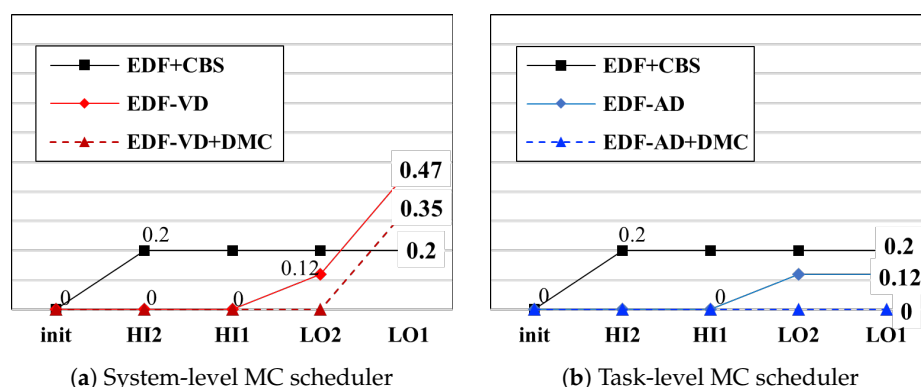 EDF+CBS
EDF-VD
EDF-VD+DMC
0.47
0.35
0.2
0.2
0.12
0
0
0
init HI2 HI1 LO2 LO1
(a) System-level MC scheduler
EDF+CBS
EDF-AD
EDF-AD+DMC
0.2
0.2
0.12
0
0
0
init HI2 HI1 LO2 LO1
(b) Task-level MC scheduler